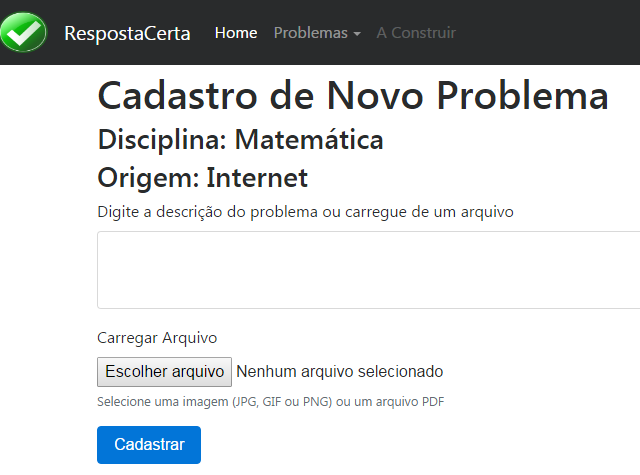 RespostaCerta Home Problemas A Construir
Cadastro de Novo Problema
Disciplina: Matemática
Origem: Internet
Digite a descrição do problema ou carregue de um arquivo
Carregar Arquivo
Escolher arquivo Nenhum arquivo selecionado
Selecione uma imagem (JPG, GIF ou PNG) ou um arquivo PDF
Cadastrar